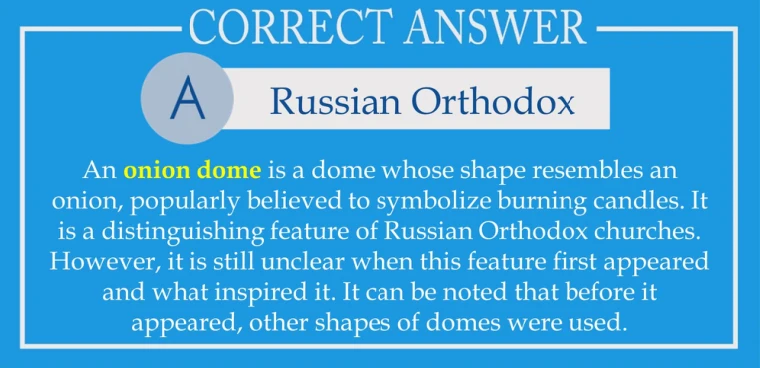 CORRECT ANSWER
A Russian Orthodox
An onion dome is a dome whose shape resembles an
onion, popularly believed to symbolize burning candles. It
is a distinguishing feature of Russian Orthodox churches.
However, it is still unclear when this feature first appeared
and what inspired it. It can be noted that before it
appeared, other shapes of domes were used.